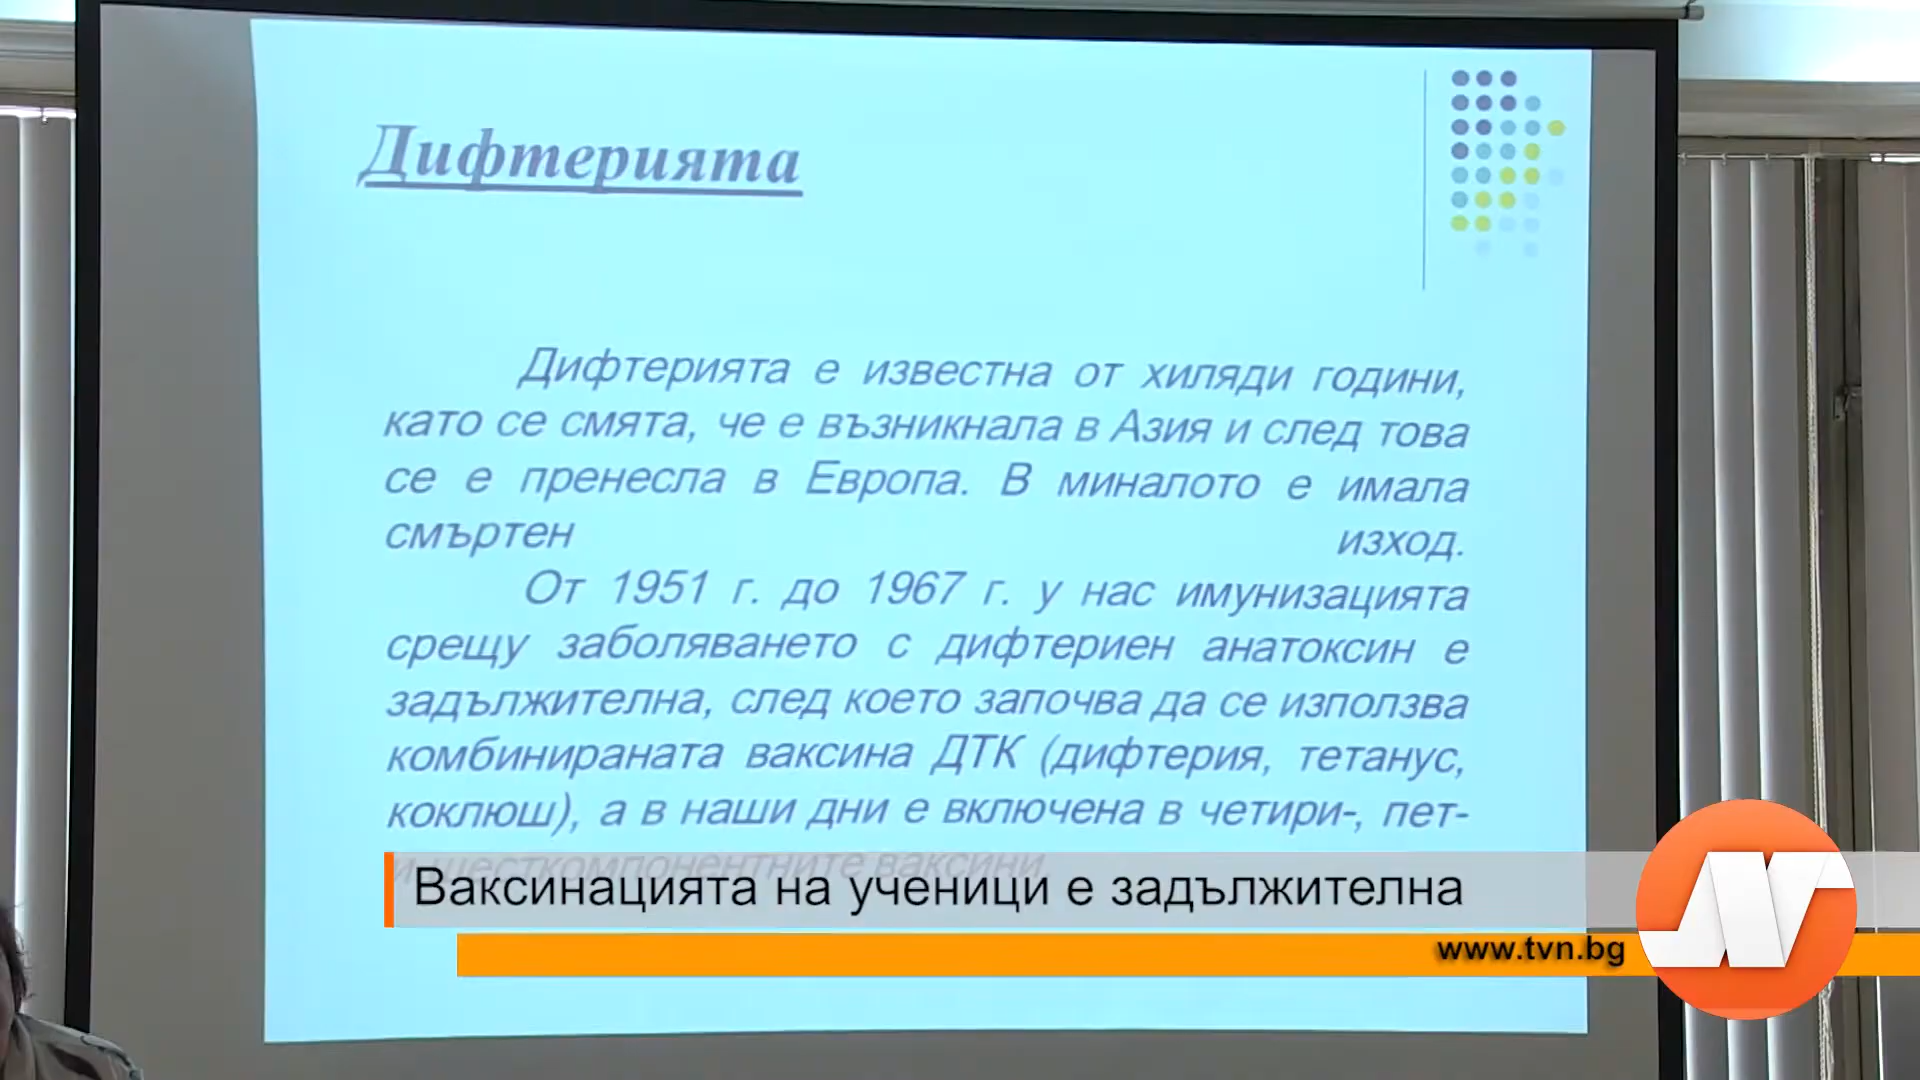 Дифтерията
Дифтерията е известна от хиляди години,
като се смята, че е възникнала в Азия и след това
се е пренесла в Европа. В миналото е имала
смъртен изход.
От 1951 г. до 1967 г. у нас имунизацията
срещу заболяването с дифтериен анатоксин е
задължителна, след което започва да се използва
комбинираната ваксина ДТК (дифтерия, тетанус,
коклюш), а в наши дни е включена в четири-, пет-
и шесткомпонентните ваксини.
Ваксинацията на ученици е задължителна
www.tvn.bg